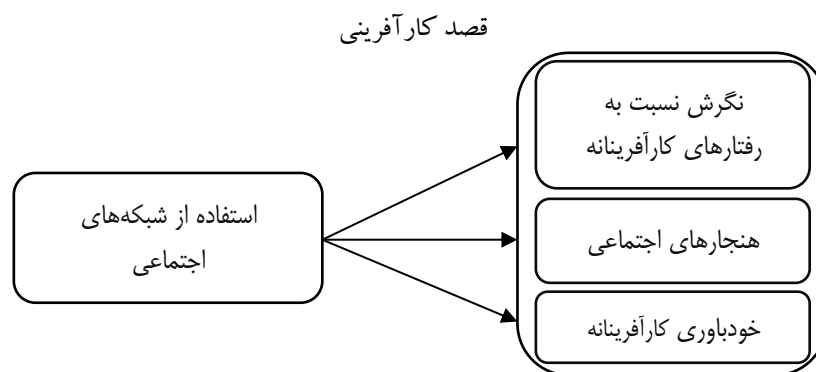 قصد کارآفرینی
نگرش نسبت به
رفتارهای کارآفرینانه
استفاده از شبکه‌های
اجتماعی
هنجارهای اجتماعی
خودباوری کارآفرینانه